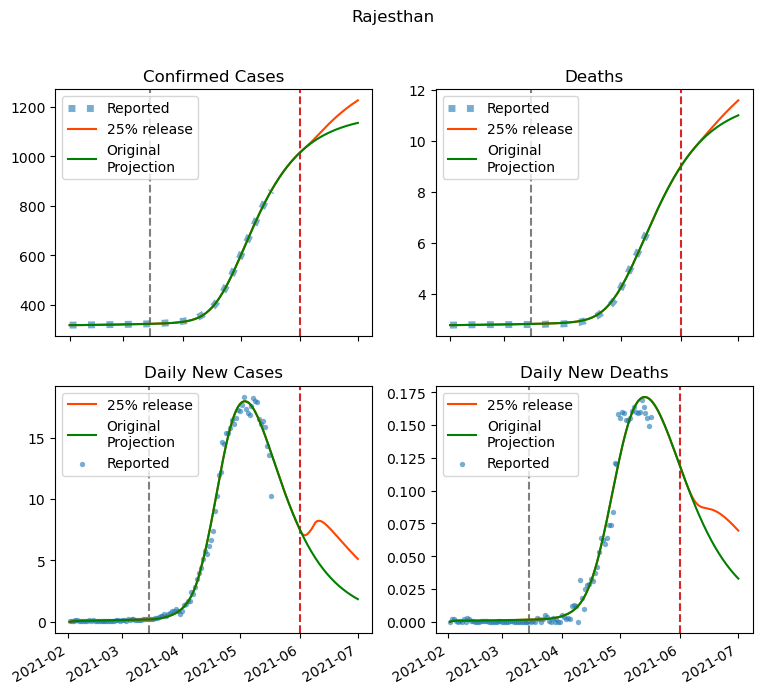 Rajesthan
Confirmed Cases
Reported
25% release
Original
Projection
1200
1000
800
600
400
Deaths
Reported
25% release
Original
Projection
12
10
8
6
4
Daily New Cases
25% release
Original
Projection
Reported
15
10
5
0
2021-02
2021-03
2021-04
2021-05
2021-06
2021-07
Daily New Deaths
25% release
Original
Projection
Reported
0.175
0.150
0.125
0.100
0.075
0.050
0.025
0.000
2021-02
2021-03
2021-04
2021-05
2021-06
2021-07